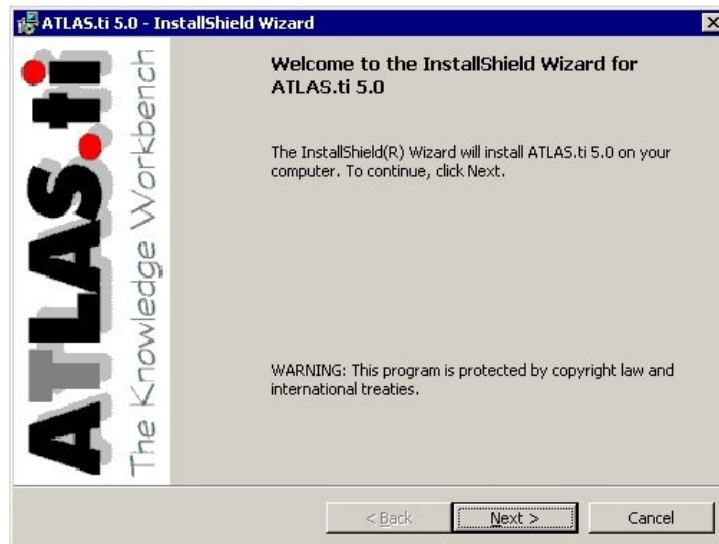 ATLAS.ti 5.0 - InstallShield Wizard
ATLAS.ti
The Knowledge Workbench
Welcome to the InstallShield Wizard for
ATLAS.ti 5.0
The InstallShield(R) Wizard will install ATLAS.ti 5.0 on your
computer. To continue, click Next.
WARNING: This program is protected by copyright law and
international treaties.
< Back
Next >
Cancel